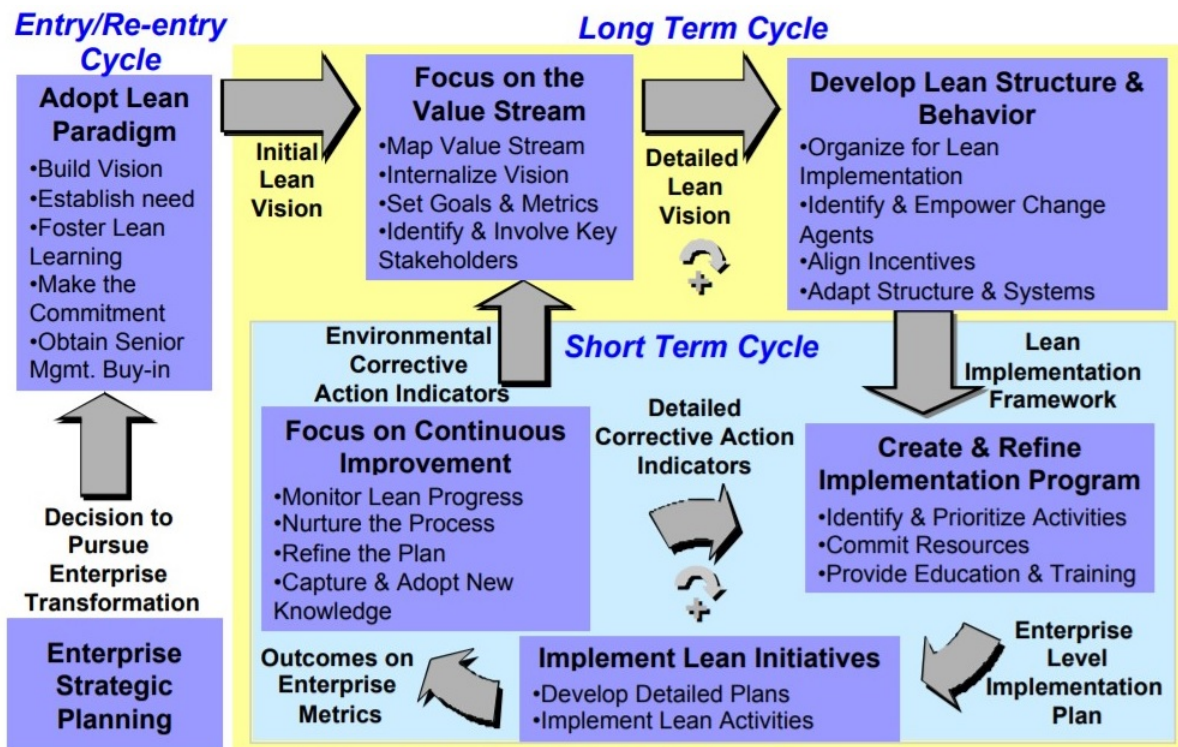 Entry/Re-entry
Cycle
Adopt Lean
Paradigm
•Build Vision
•Establish need
•Foster Lean
Learning
•Make the
Commitment
•Obtain Senior
Mgmt. Buy-in
Decision to
Pursue
Enterprise
Transformation
Enterprise
Strategic
Planning
Long Term Cycle
Initial
Lean
Vision
Focus on the
Value Stream
•Map Value Stream
•Internalize Vision
•Set Goals & Metrics
•Identify & Involve Key
Stakeholders
Detailed
Lean
Vision
+
Develop Lean Structure &
Behavior
•Organize for Lean
Implementation
•Identify & Empower Change
Agents
•Align Incentives
•Adapt Structure & Systems
Lean
Implementation
Framework
Short Term Cycle
Environmental
Corrective
Action Indicators
Focus on Continuous
Improvement
•Monitor Lean Progress
•Nurture the Process
•Refine the Plan
•Capture & Adopt New
Knowledge
Detailed
Corrective Action
Indicators
+
Create & Refine
Implementation Program
•Identify & Prioritize Activities
•Commit Resources
•Provide Education & Training
Enterprise
Level
Implementation
Plan
Implement Lean Initiatives
•Develop Detailed Plans
•Implement Lean Activities
Outcomes on
Enterprise
Metrics